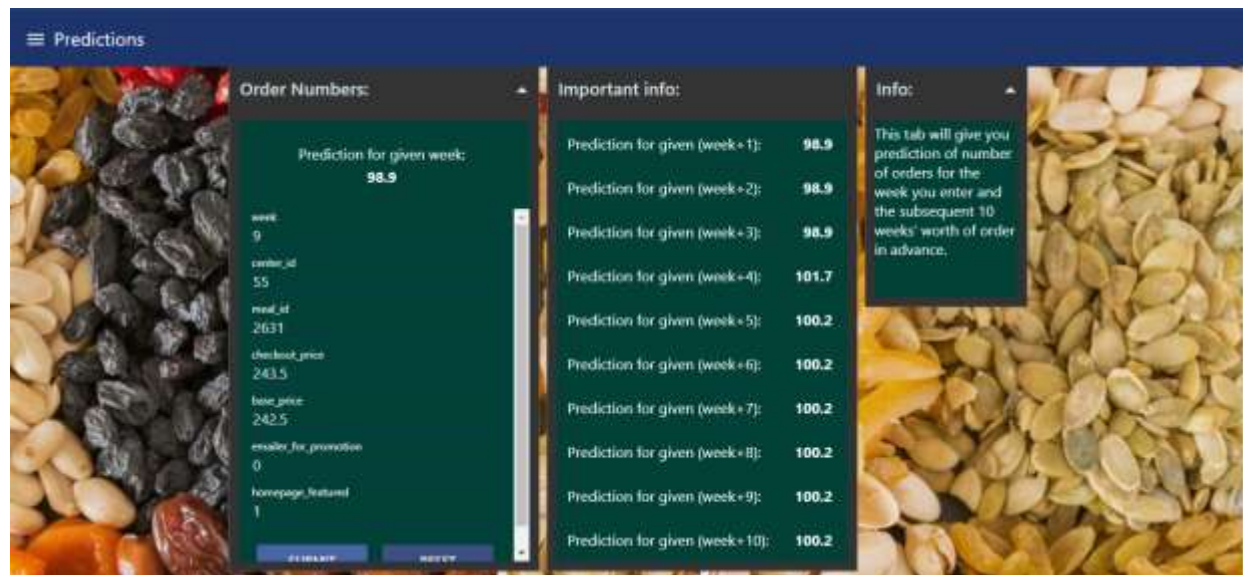 Predictions
Order Numbers:
Prediction for given week:
98.9
week
9
center_id
55
meal_id
2631
checkout_price
243.5
base_price
242.5
emailer_for_promotion
0
homepage_featured
1
SUBMIT RESET
Important info:
Prediction for given (week+1): 98.9
Prediction for given (week+2): 98.9
Prediction for given (week+3): 98.9
Prediction for given (week+4): 101.7
Prediction for given (week+5): 100.2
Prediction for given (week+6): 100.2
Prediction for given (week+7): 100.2
Prediction for given (week+8): 100.2
Prediction for given (week+9): 100.2
Prediction for given (week+10): 100.2
Info:
This tab will give you
prediction of number
of orders for the
week you enter and
the subsequent 10
weeks' worth of order
in advance.